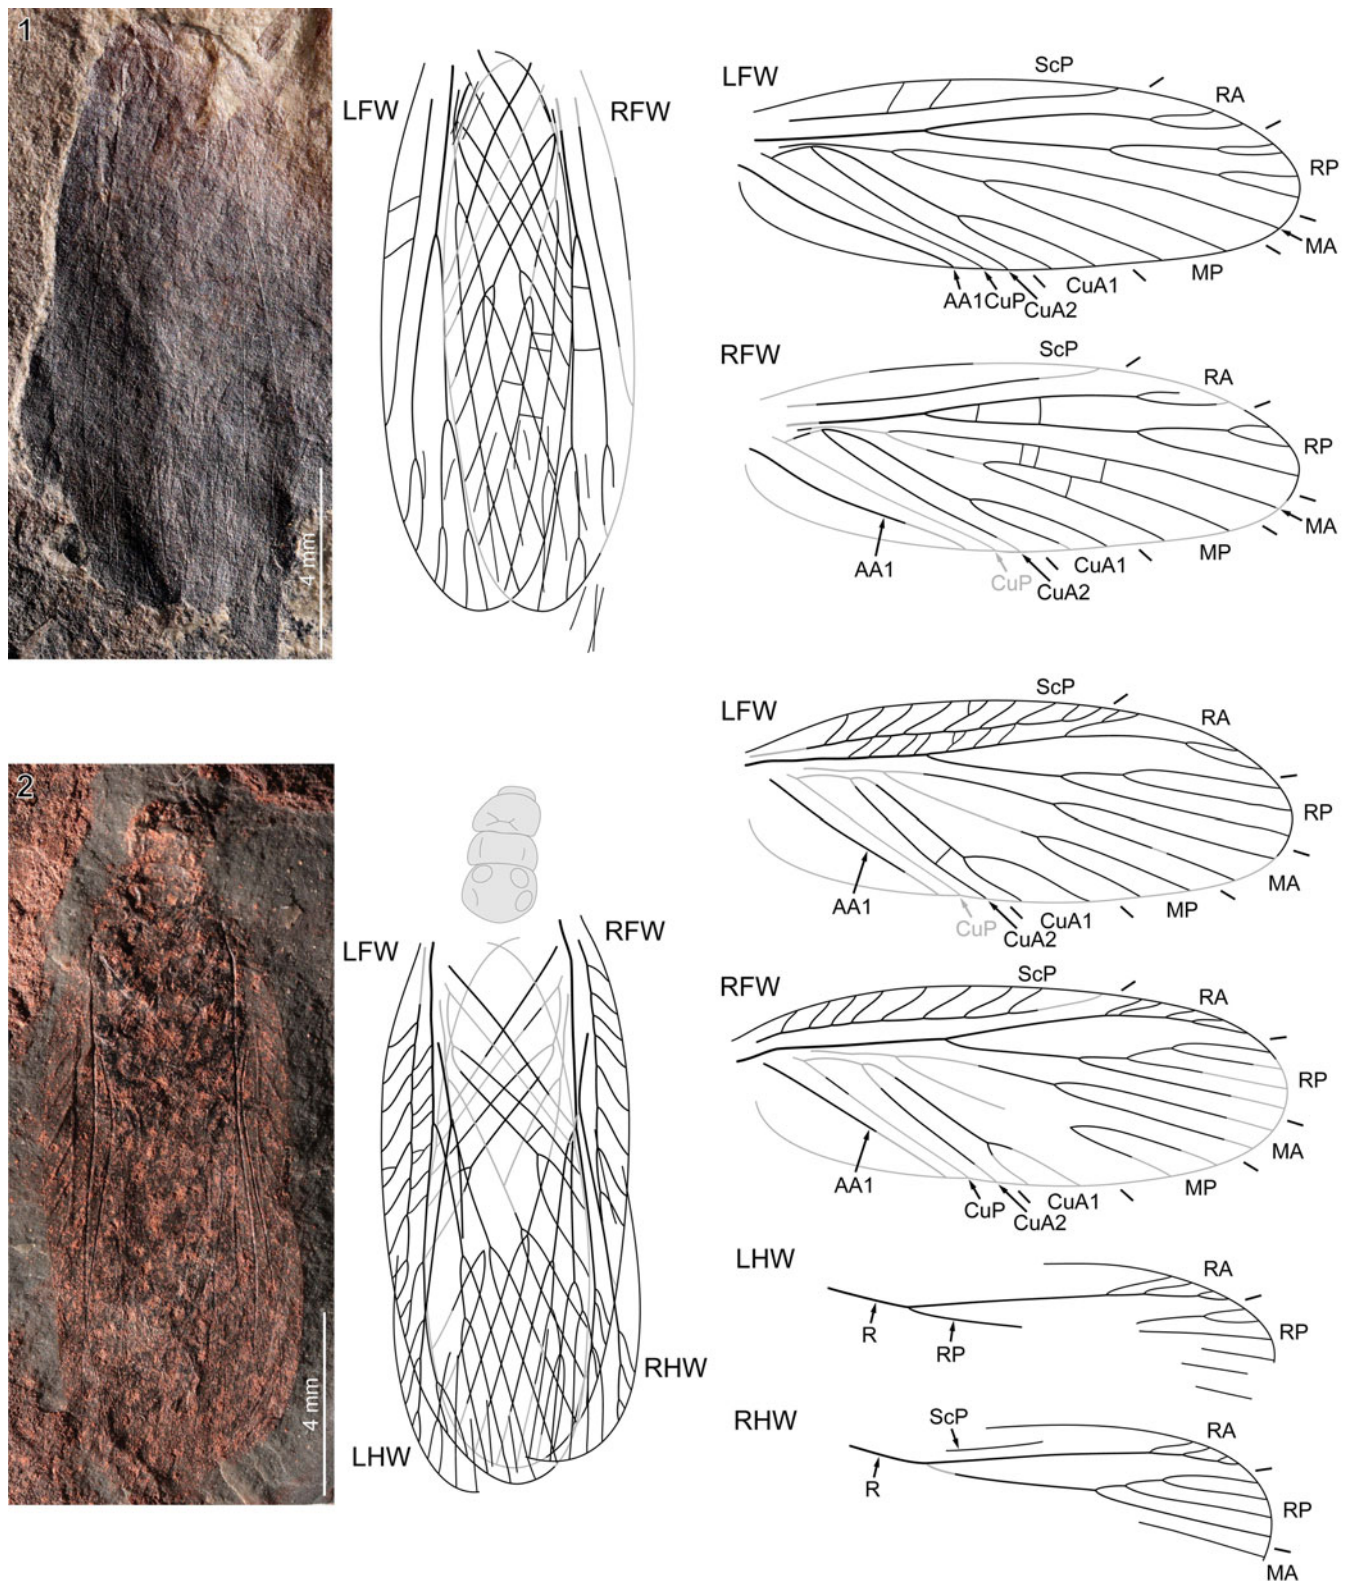 1
4 mm
LFW
RFW
LFW
ScP
RA
RP
MA
MP
CuA1
CuA2
CuP
AA1
RFW
ScP
RA
RP
MA
MP
CuA1
CuA2
CuP
AA1
2
4 mm
LFW
RFW
LHW
RHW
LFW
ScP
RA
RP
MA
MP
CuA1
CuA2
CuP
AA1
RFW
ScP
RA
RP
MA
MP
CuA1
CuA2
CuP
AA1
LHW
RA
RP
R
RP
RHW
ScP
RA
R
RP
MA